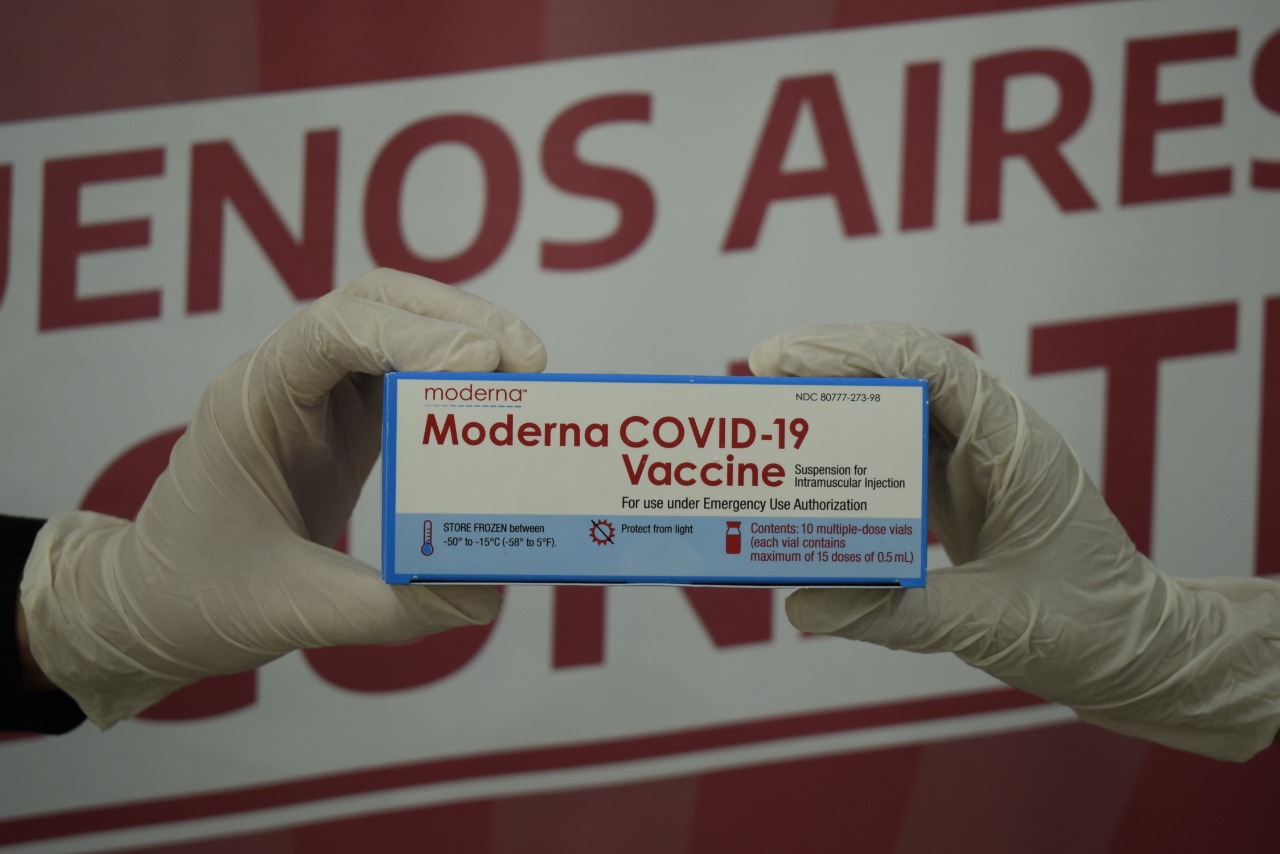 UENOS AIRES
moderna™
NDC 80777-273-98
Moderna COVID-19
Vaccine
Suspension for
Intramuscular Injection
For use under Emergency Use Authorization
STORE FROZEN between
-50° to -15°C (-58° to 5°F).
Protect from light
Contents: 10 multiple-dose vials
(each vial contains
maximum of 15 doses of 0.5 mL)